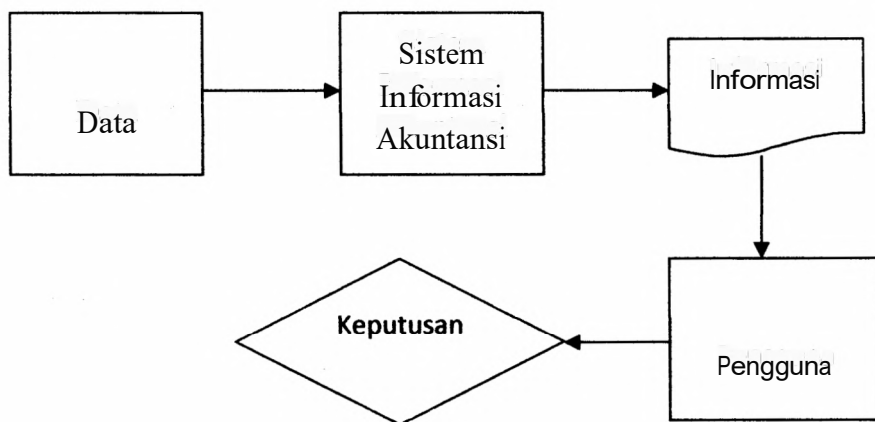 Data
Sistem
Informasi
Akuntansi
Informasi
Pengguna
Keputusan